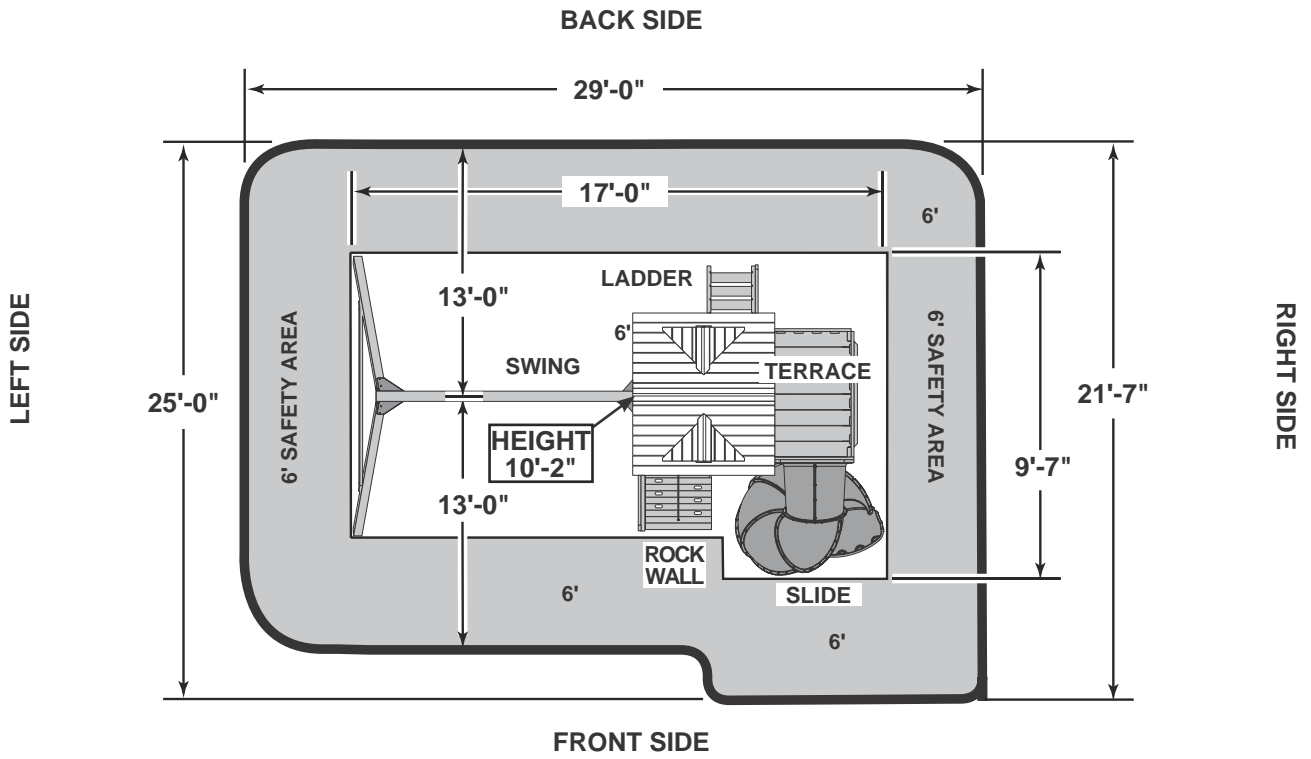 BACK SIDE
29'-0"
17'-0"
6'
LADDER
13'-0"
6'
SWING
TERRACE
LEFT SIDE
6' SAFETY AREA
6' SAFETY AREA
RIGHT SIDE
25'-0"
21'-7"
HEIGHT
10'-2"
9'-7"
13'-0"
ROCK
WALL
6'
SLIDE
6'
FRONT SIDE